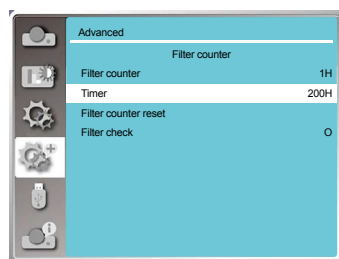 Advanced
Filter counter
Filter counter 1H
Timer 200H
Filter counter reset
Filter check O